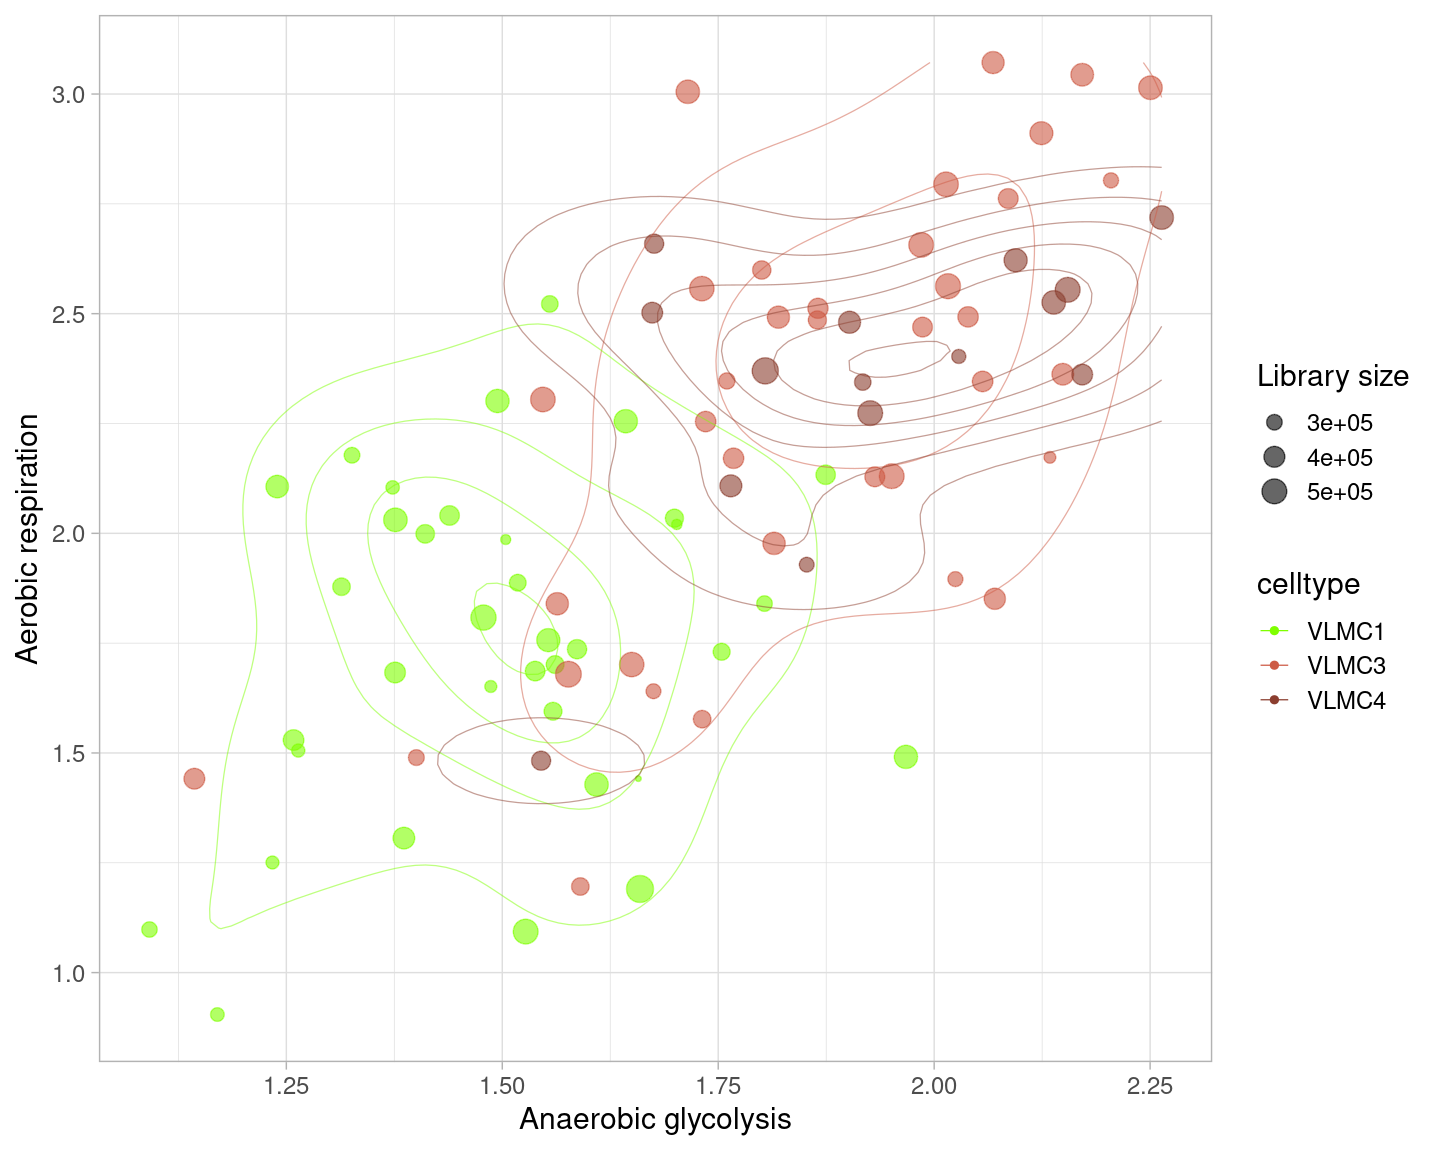 3.0
2.5
2.0
1.5
1.0
Aerobic respiration
1.25
1.50
1.75
2.00
2.25
Anaerobic glycolysis
Library size
3e+05
4e+05
5e+05
celltype
VLMC1
VLMC3
VLMC4